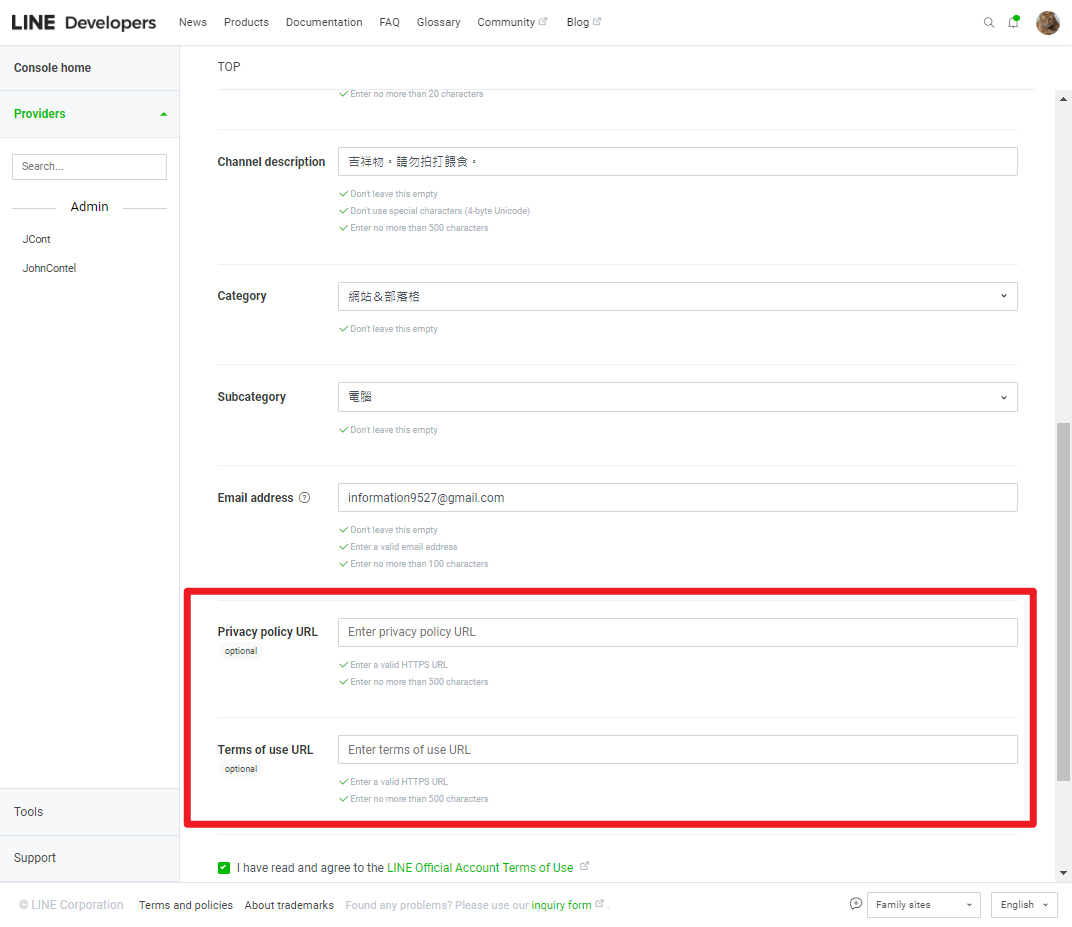 LINE Developers News Products Documentation FAQ Glossary Community Blog
Console home
Providers
Search...
Admin
JCont
JohnContel
Tools
Support
TOP
Enter no more than 20 characters
Channel description 吉祥物。請勿拍打餵食。
Don't leave this empty
Don't use special characters (4-byte Unicode)
Enter no more than 500 characters
Category 網站＆部落格
Don't leave this empty
Subcategory 電腦
Don't leave this empty
Email address ? information9527@gmail.com
Don't leave this empty
Enter a valid email address
Enter no more than 100 characters
Privacy policy URL Enter privacy policy URL
optional
Enter a valid HTTPS URL
Enter no more than 500 characters
Terms of use URL Enter terms of use URL
optional
Enter a valid HTTPS URL
Enter no more than 500 characters
I have read and agree to the LINE Official Account Terms of Use
© LINE Corporation Terms and policies About trademarks Found any problems? Please use our inquiry form . Family sites English